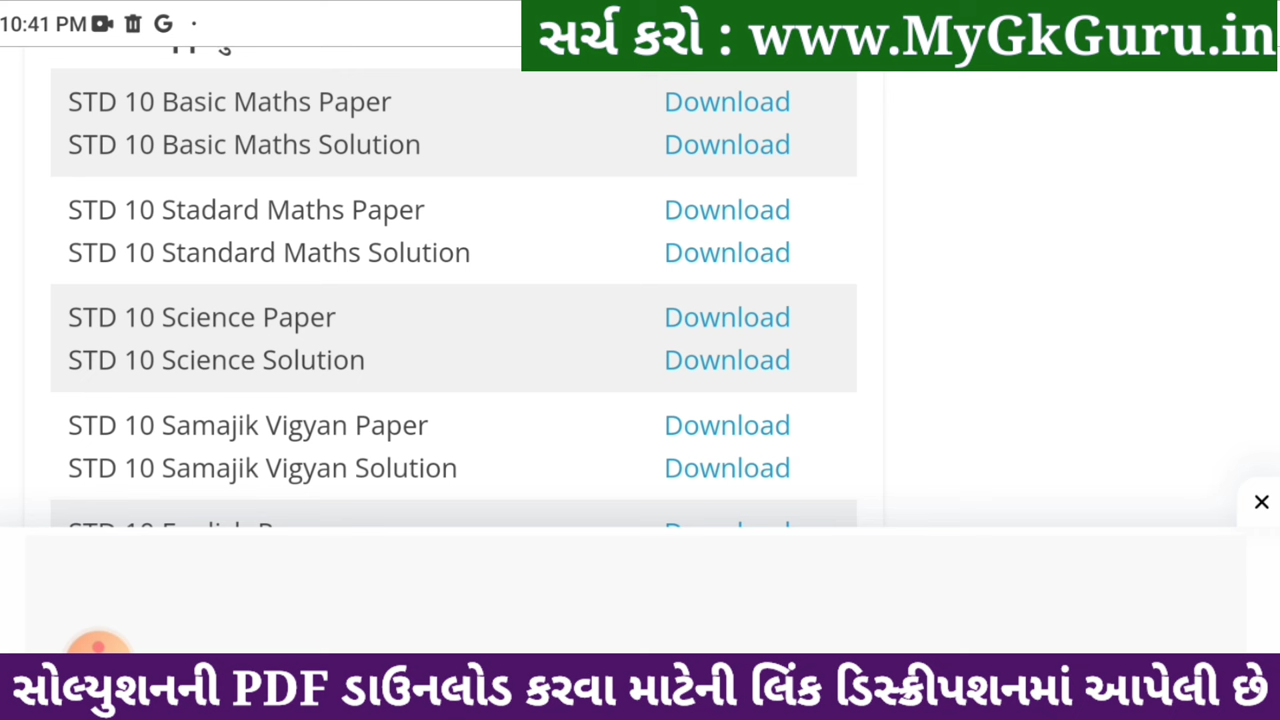 10:41 PM
સર્ચ કરો : www.MyGkGuru.in
STD 10 Basic Maths Paper Download
STD 10 Basic Maths Solution Download
STD 10 Stadard Maths Paper Download
STD 10 Standard Maths Solution Download
STD 10 Science Paper Download
STD 10 Science Solution Download
STD 10 Samajik Vigyan Paper Download
STD 10 Samajik Vigyan Solution Download
સોલ્યુશનની PDF ડાઉનલોડ કરવા માટેની લિંક ડિસ્ક્રીપશનમાં આપેલી છે